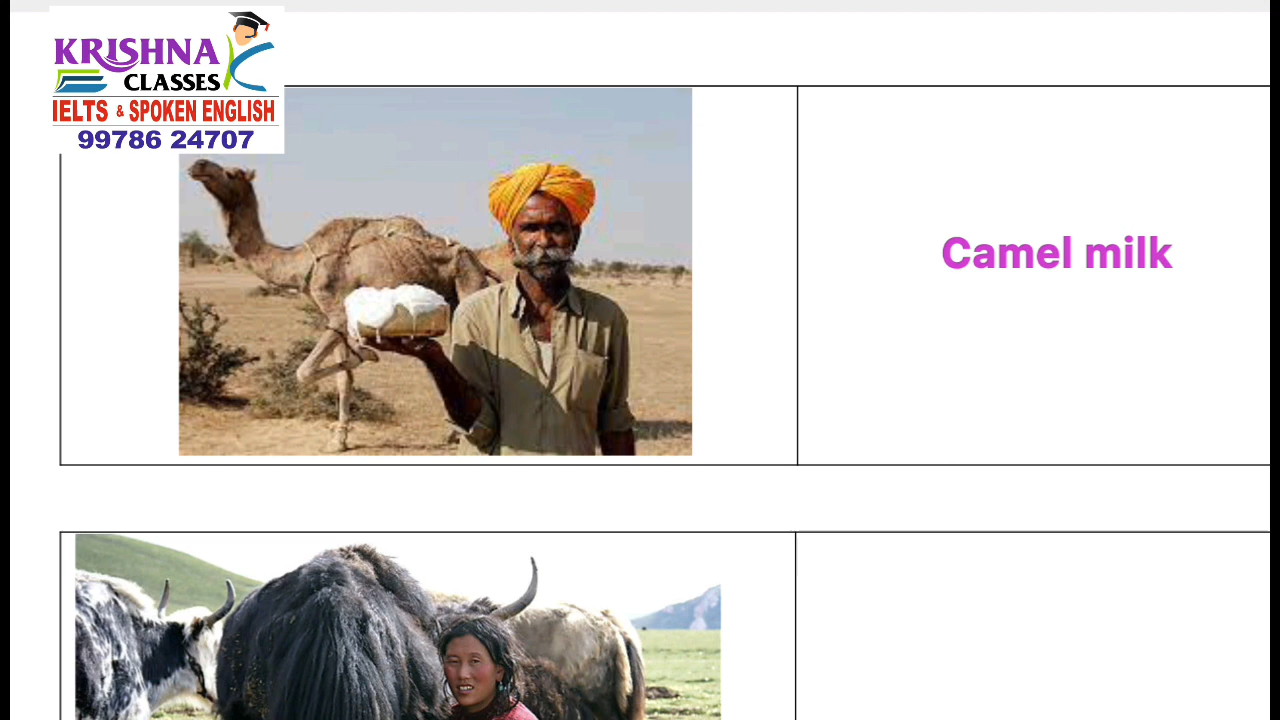 KRISHNA
CLASSES
IELTS & SPOKEN ENGLISH
99786 24707
Camel milk